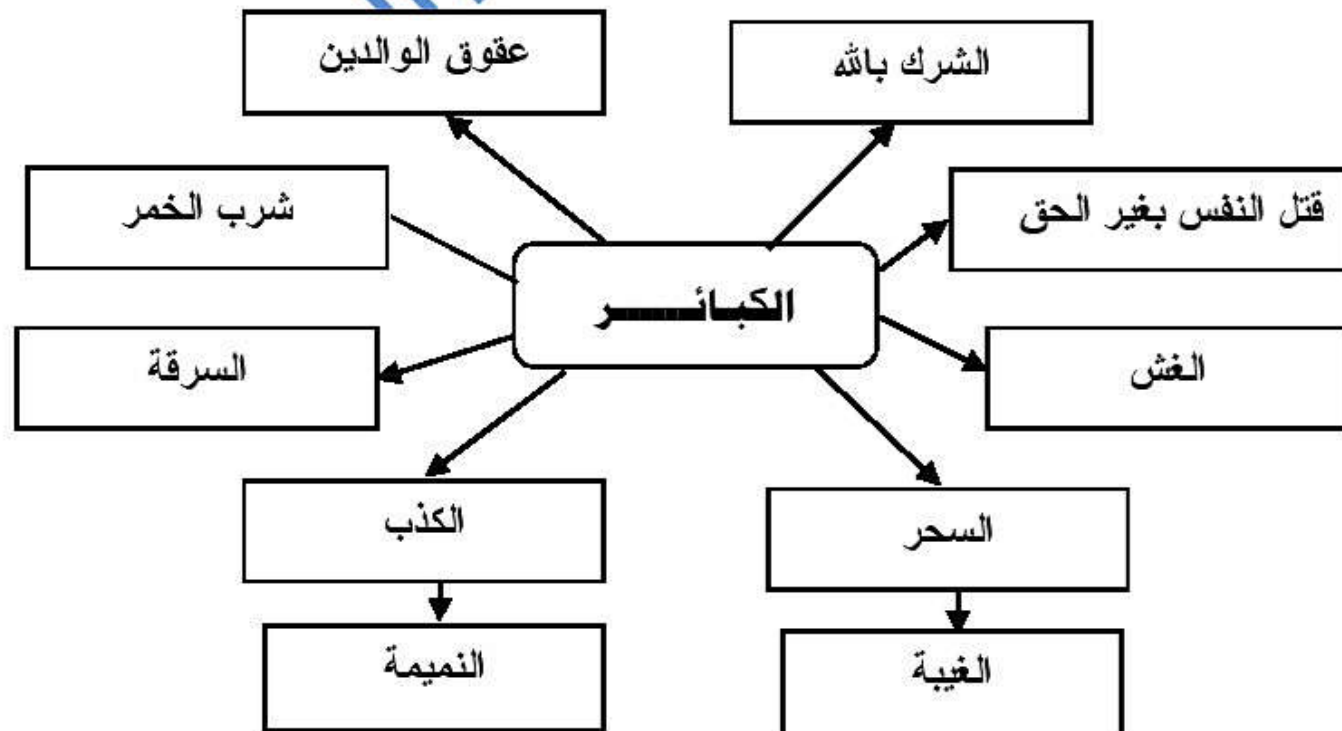 الشرك بالله
عقوق الوالدين
قتل النفس بغير الحق
شرب الخمر
الكبائـــــر
الغش
السرقة
السحر
الكذب
الغيبة
النميمة